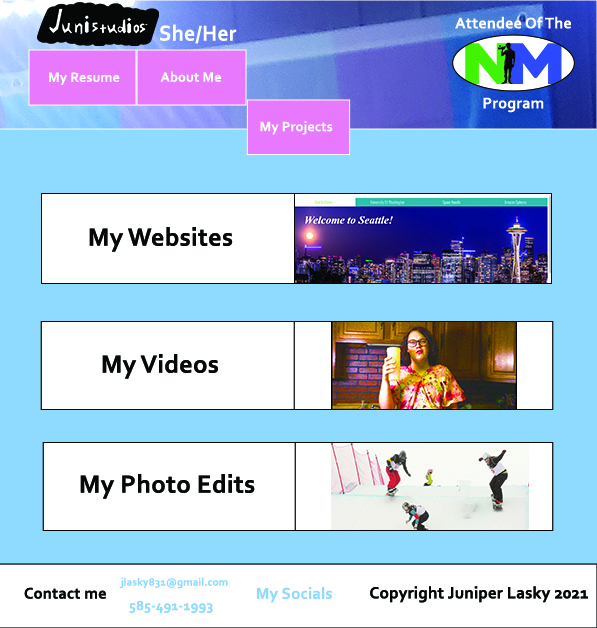 Junistudios
She/Her
Attendee Of The
NM
Program
My Resume
About Me
My Projects
My Websites
Welcome to Seattle!
My Videos
My Photo Edits
Contact me
jlasky831@gmail.com
585-491-1993
My Socials
Copyright Juniper Lasky 2021